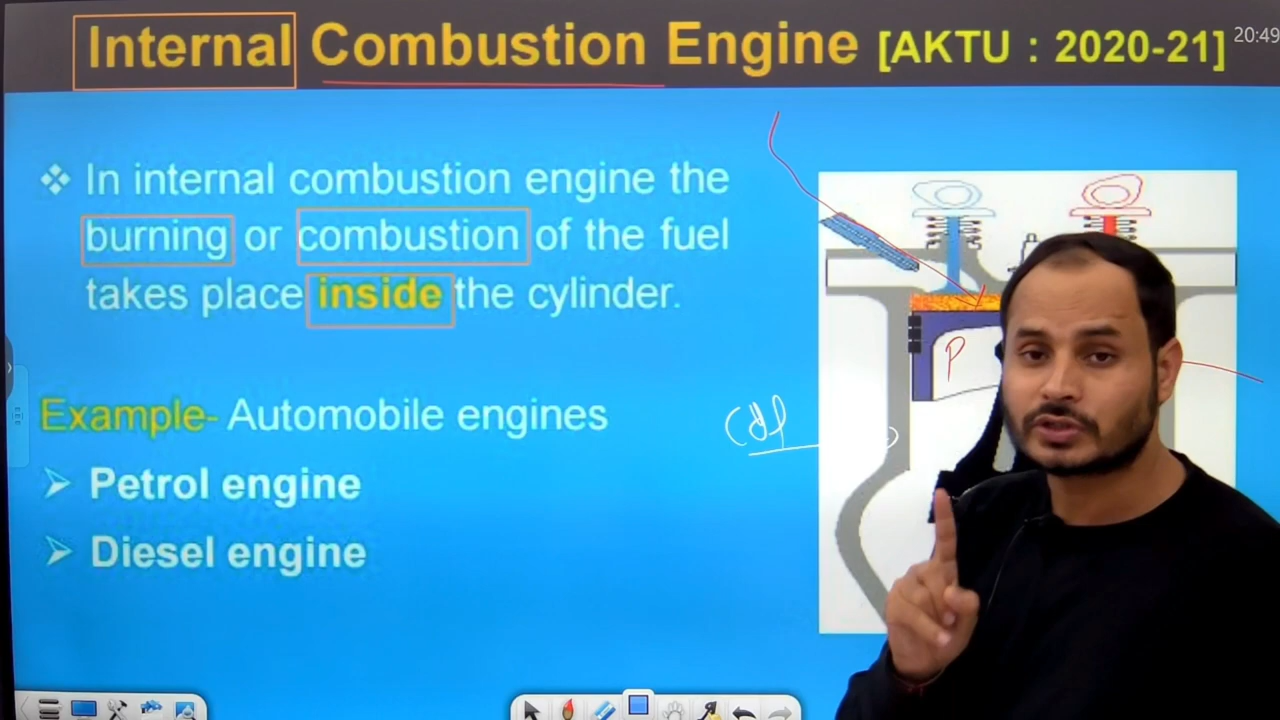 Internal Combustion Engine [AKTU : 2020-21]
20:49
❖ In internal combustion engine the
burning or combustion of the fuel
takes place inside the cylinder.
P
Example- Automobile engines
➢ Petrol engine
➢ Diesel engine